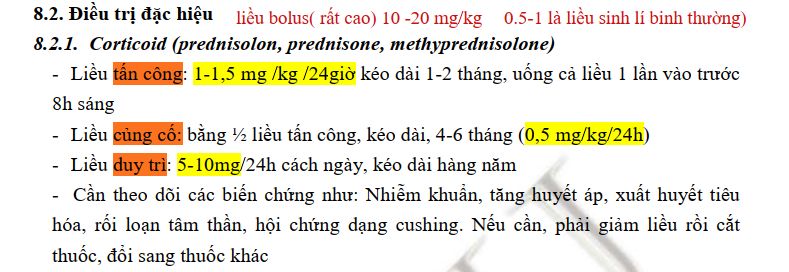 8.2. Điều trị đặc hiệu liều bolus( rất cao) 10 -20 mg/kg 0.5-1 là liều sinh lí binh thường)
8.2.1. Corticoid (prednisolon, prednisone, methyprednisolone)
- Liều tấn công: 1-1,5 mg /kg /24giờ kéo dài 1-2 tháng, uống cả liều 1 lần vào trước
8h sáng
- Liều củng cố: bằng ½ liều tấn công, kéo dài, 4-6 tháng (0,5 mg/kg/24h)
- Liều duy trì: 5-10mg/24h cách ngày, kéo dài hàng năm
- Cần theo dõi các biến chứng như: Nhiễm khuẩn, tăng huyết áp, xuất huyết tiêu
hóa, rối loạn tâm thần, hội chứng dạng cushing. Nếu cần, phải giảm liều rồi cắt
thuốc, đổi sang thuốc khác